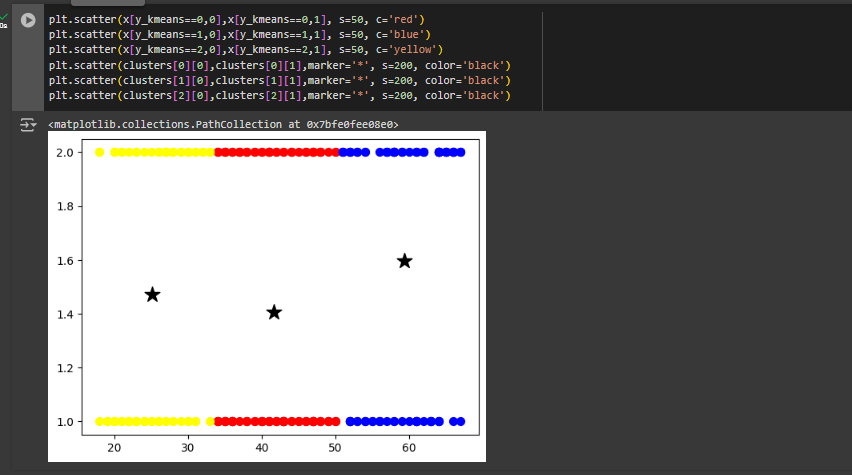 plt.scatter(x[y_kmeans==0,0],x[y_kmeans==0,1], s=50, c='red')
plt.scatter(x[y_kmeans==1,0],x[y_kmeans==1,1], s=50, c='blue')
plt.scatter(x[y_kmeans==2,0],x[y_kmeans==2,1], s=50, c='yellow')
plt.scatter(clusters[0][0],clusters[0][1],marker='*', s=200, color='black')
plt.scatter(clusters[1][0],clusters[1][1],marker='*', s=200, color='black')
plt.scatter(clusters[2][0],clusters[2][1],marker='*', s=200, color='black')
<matplotlib.collections.PathCollection at 0x7bfe0fee08e0>
2.0
1.8
1.6
1.4
1.2
1.0
20 30 40 50 60